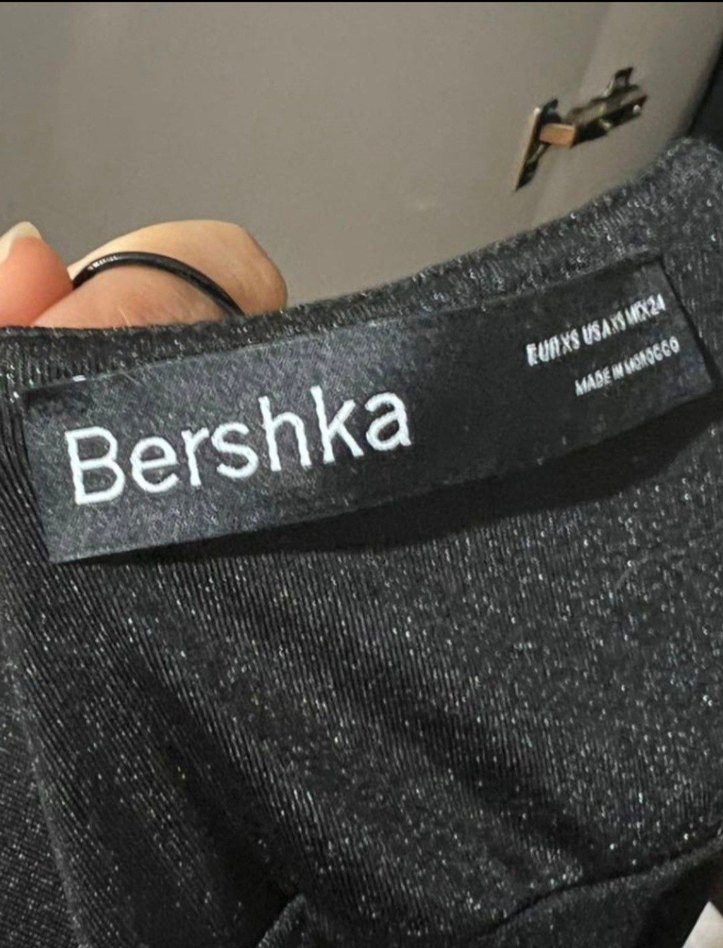 Bershka
EUR XS USA XS MEX 24
MADE IN MOROCCO